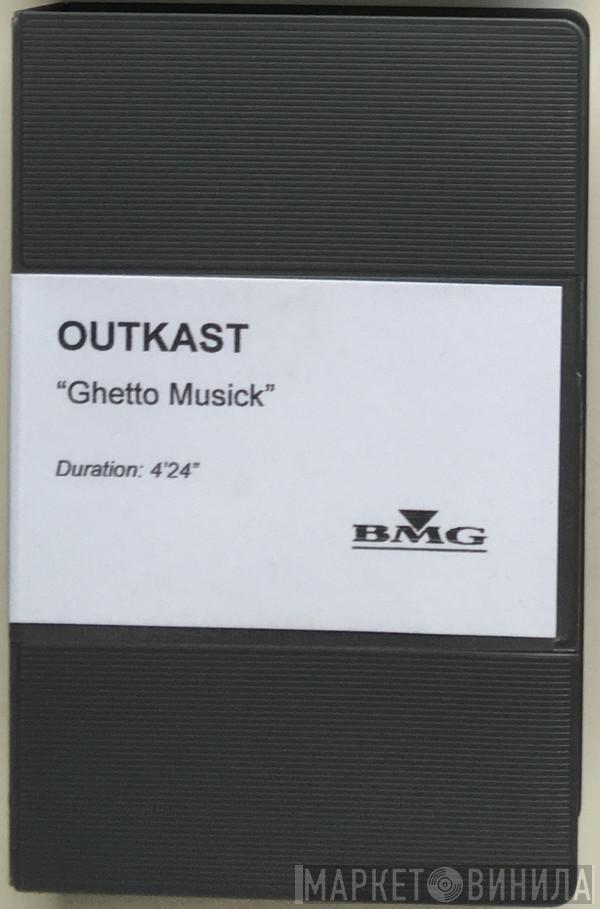 OUTKAST
“Ghetto Musick”
Duration: 4’24”
BMG
МАРКЕТ ВИНИЛА